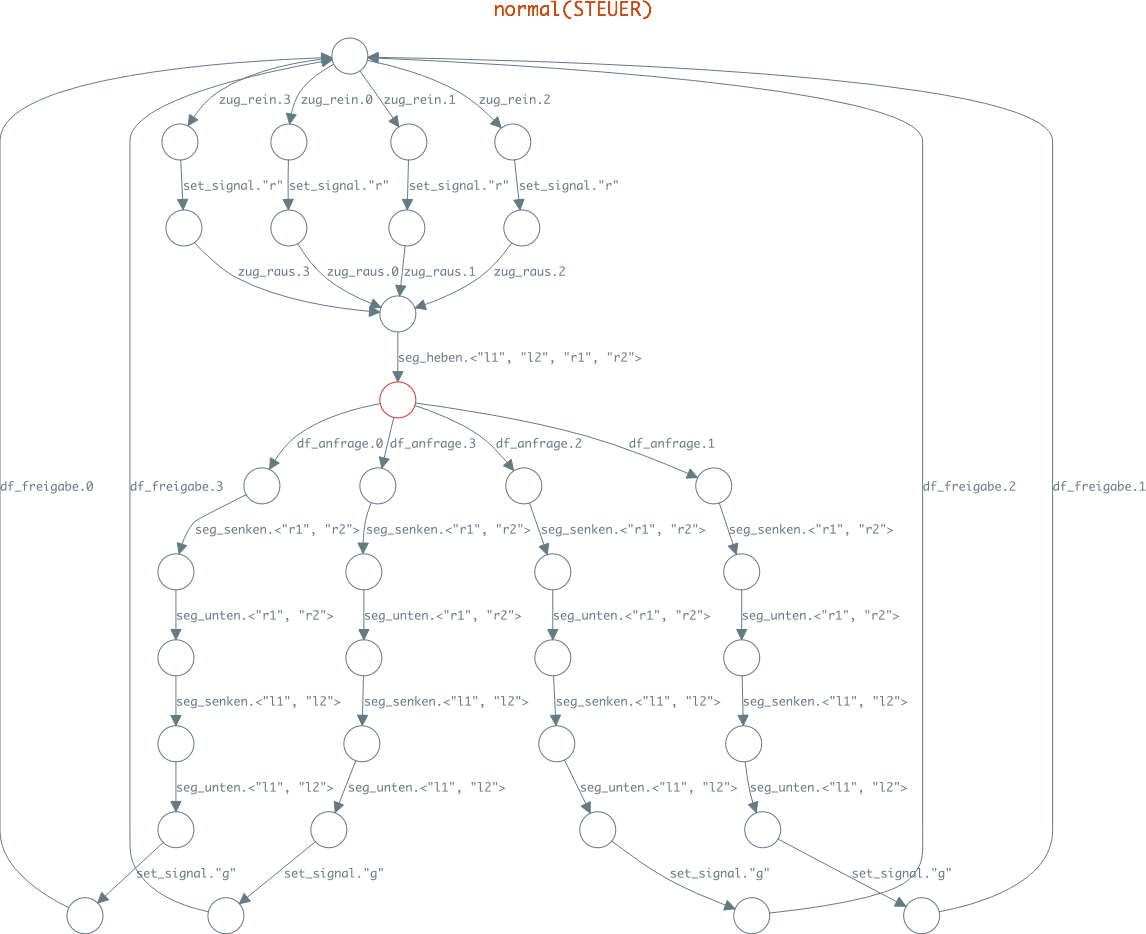 normal(STEUER)
zug_rein.3 zug_rein.0 zug_rein.1 zug_rein.2
set_signal."r" set_signal."r" set_signal."r" set_signal."r"
zug_raus.3 zug_raus.0 zug_raus.1 zug_raus.2
seg_heben.<"l1", "l2", "r1", "r2">
df_anfrage.0 df_anfrage.3 df_anfrage.2 df_anfrage.1
df_freigabe.0 df_freigabe.3 df_freigabe.2 df_freigabe.1
seg_senken.<"r1", "r2"> seg_senken.<"r1", "r2"> seg_senken.<"r1", "r2"> seg_senken.<"r1", "r2">
seg_unten.<"r1", "r2"> seg_unten.<"r1", "r2"> seg_unten.<"r1", "r2"> seg_unten.<"r1", "r2">
seg_senken.<"l1", "l2"> seg_senken.<"l1", "l2"> seg_senken.<"l1", "l2"> seg_senken.<"l1", "l2">
seg_unten.<"l1", "l2"> seg_unten.<"l1", "l2"> seg_unten.<"l1", "l2"> seg_unten.<"l1", "l2">
set_signal."g" set_signal."g" set_signal."g" set_signal."g"